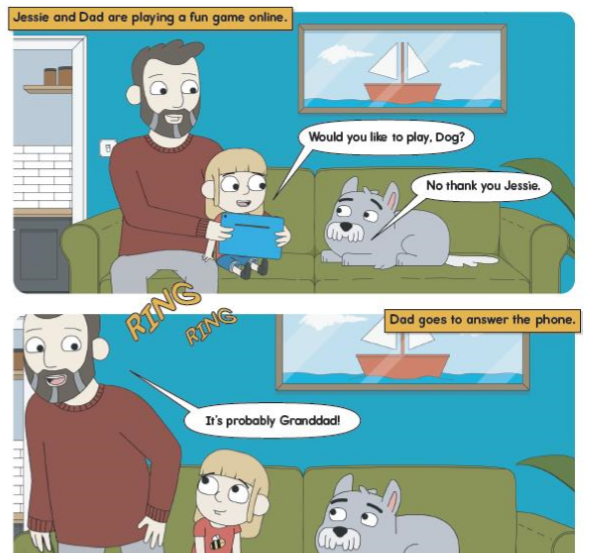 Jessie and Dad are playing a fun game online.
Would you like to play, Dog?
No thank you Jessie.
RING
RING
Dad goes to answer the phone.
It's probably Granddad!